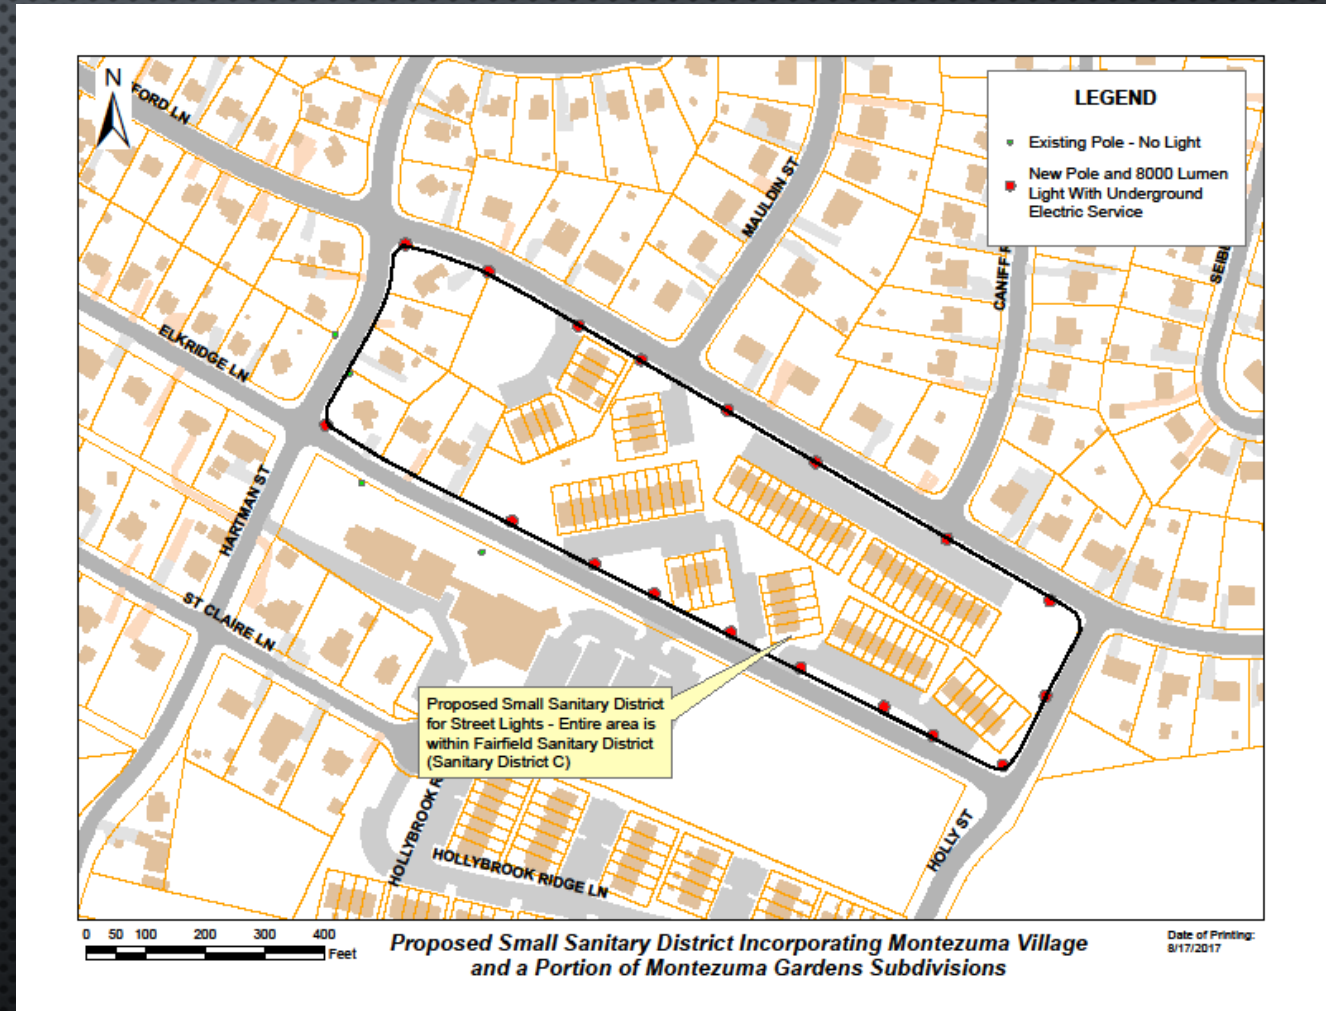 N
FORD LN
MAULDIN ST
CANIFF
SEIBL
ELKRIDGE LN
HARTMAN ST
ST CLAIRE LN
HOLLYBROOK R
HOLLYBROOK RIDGE LN
HOLLY ST
LEGEND
Existing Pole - No Light
New Pole and 8000 Lumen
Light With Underground
Electric Service
Proposed Small Sanitary District
for Street Lights - Entire area is
within Fairfield Sanitary District
(Sanitary District C)
0 50 100 200 300 400
Feet
Proposed Small Sanitary District Incorporating Montezuma Village
and a Portion of Montezuma Gardens Subdivisions
Date of Printing:
8/17/2017